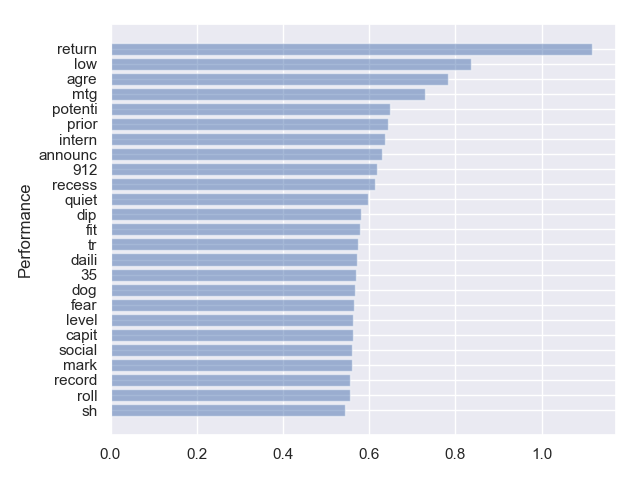 return
low
agre
mtg
potenti
prior
intern
announc
912
recess
quiet
dip
fit
tr
daili
35
dog
fear
level
capit
social
mark
record
roll
sh
Performance
0.0 0.2 0.4 0.6 0.8 1.0